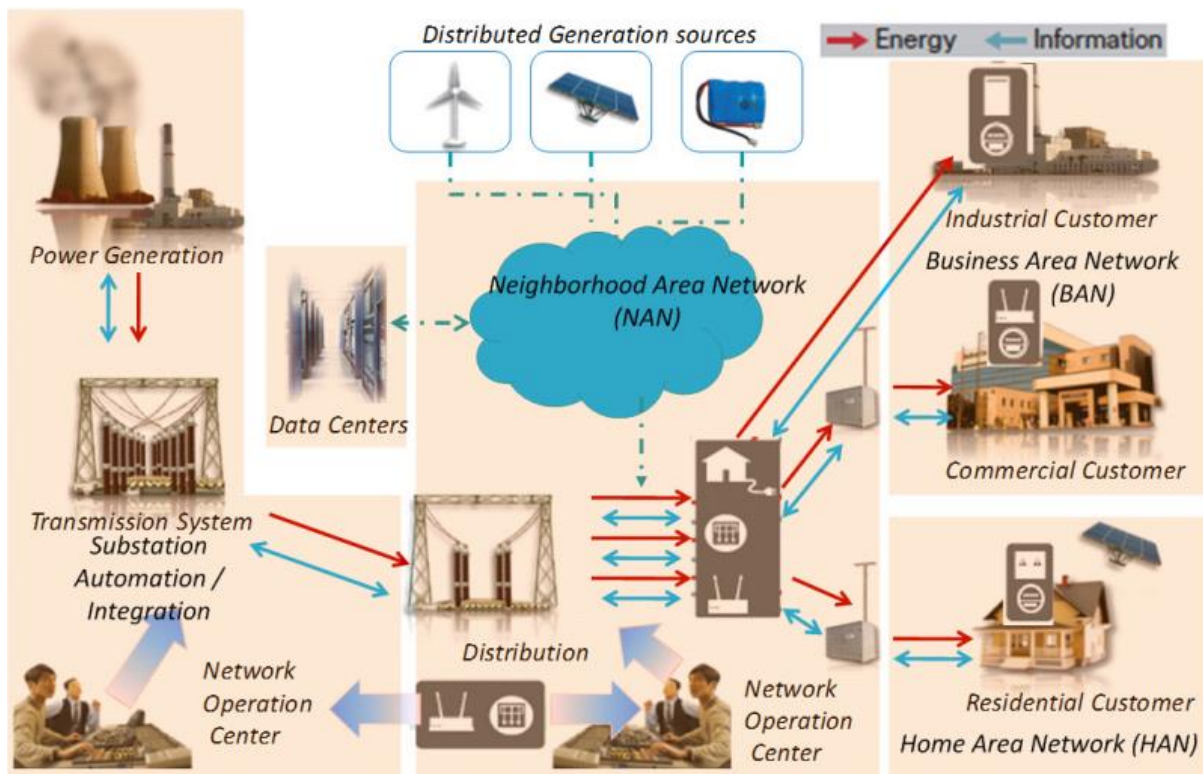 Distributed Generation sources
Energy
Information
Power Generation
Neighborhood Area Network
(NAN)
Data Centers
Industrial Customer
Business Area Network
(BAN)
Commercial Customer
Transmission System
Substation
Automation /
Integration
Distribution
Network
Operation
Center
Network
Operation
Center
Residential Customer
Home Area Network (HAN)